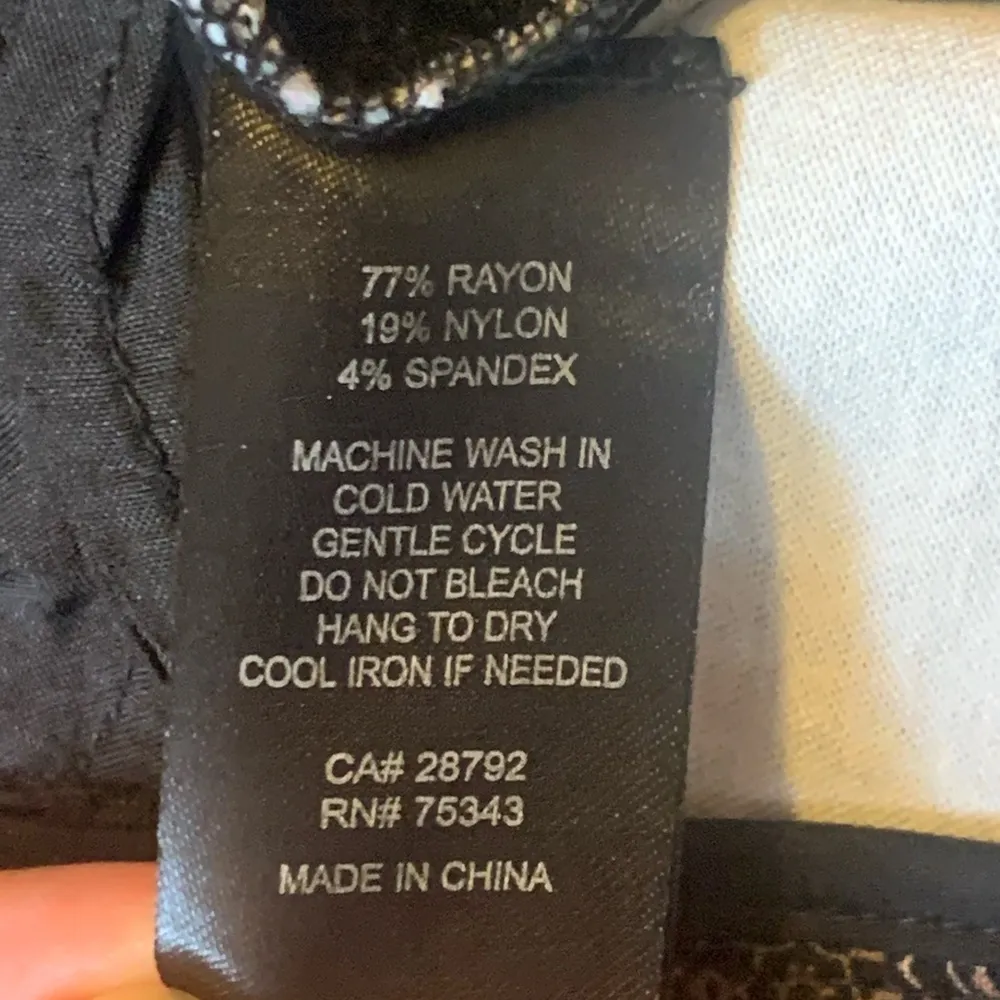 77% RAYON
19% NYLON
4% SPANDEX
MACHINE WASH IN
COLD WATER
GENTLE CYCLE
DO NOT BLEACH
HANG TO DRY
COOL IRON IF NEEDED
CA# 28792
RN# 75343
MADE IN CHINA